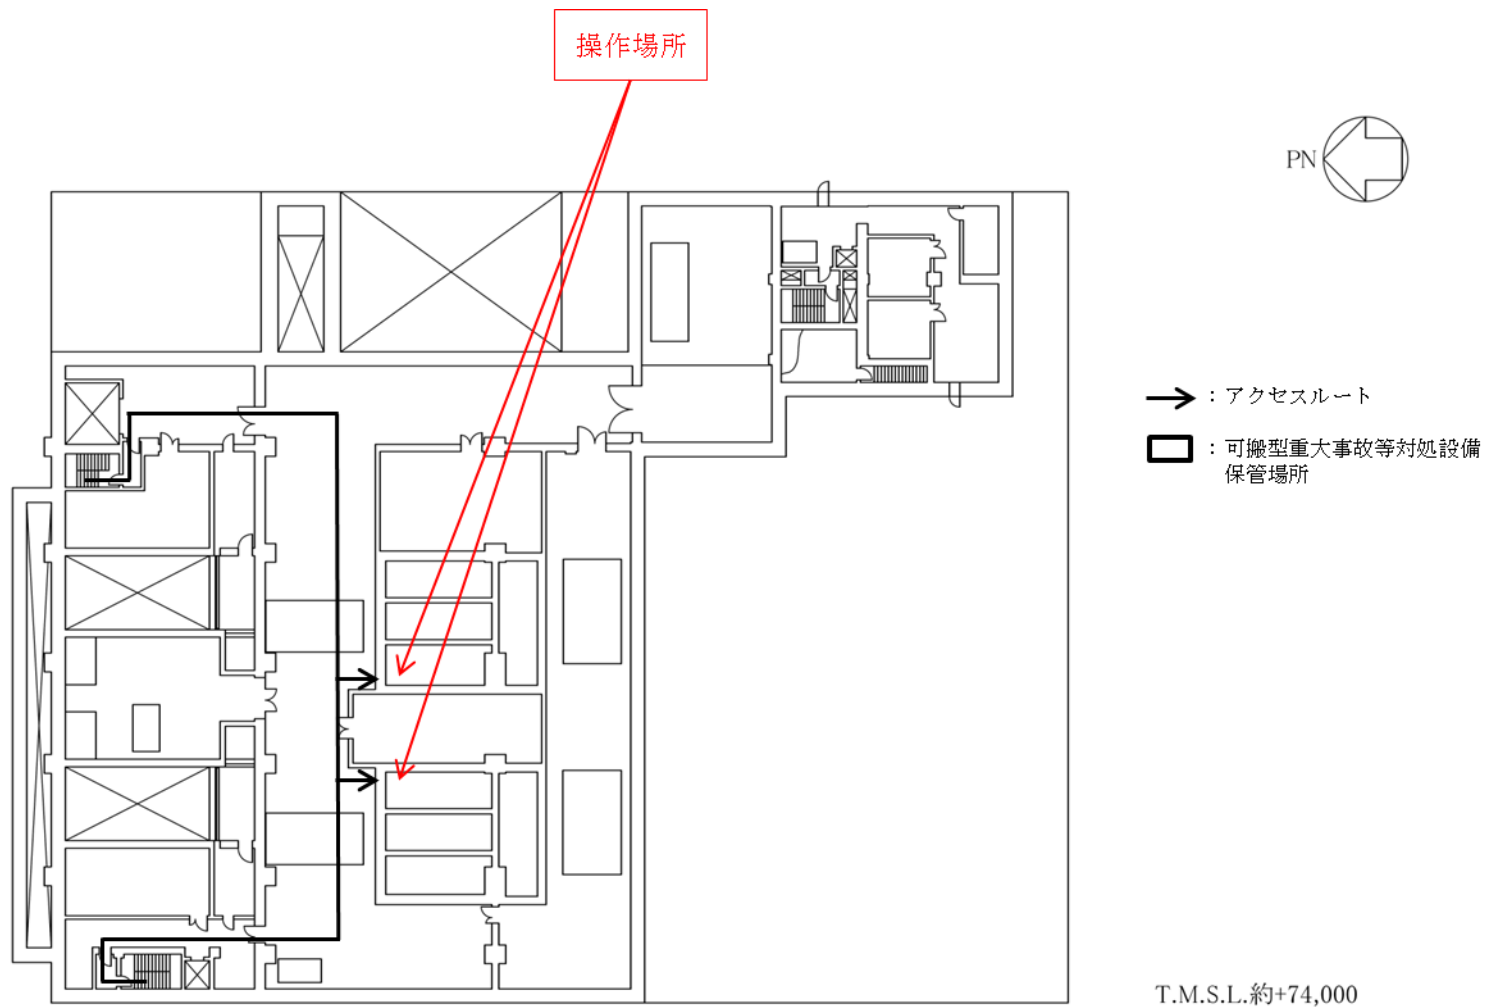 操作場所
PN
：アクセスルート
：可搬型重大事故等対処設備
保管場所
T.M.S.L.約+74,000